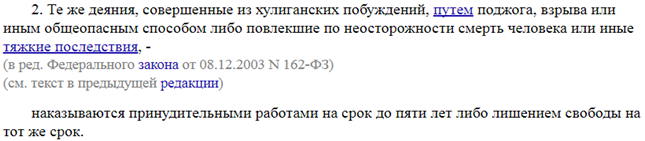 2. Те же деяния, совершенные из хулиганских побуждений, путем поджога, взрыва или
иным общеопасным способом либо повлекшие по неосторожности смерть человека или иные
тяжкие последствия, -
(в ред. Федерального закона от 08.12.2003 N 162-ФЗ)
(см. текст в предыдущей редакции)
наказываются принудительными работами на срок до пяти лет либо лишением свободы на
тот же срок.